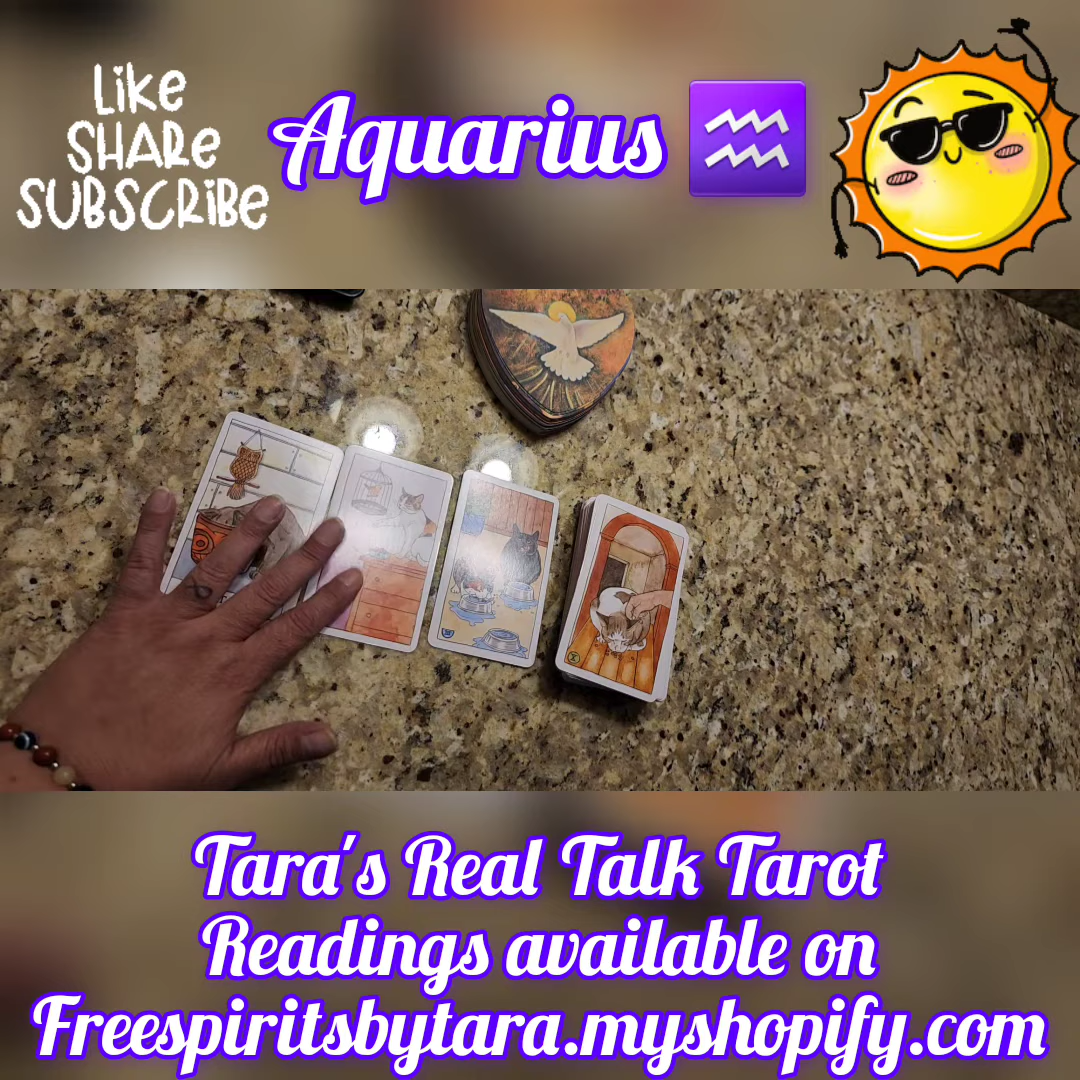 LiKe
SHARe
SUBSCRiBe
Aquarius ♒
Tara's Real Talk Tarot
Readings available on
Freespiritsbytara.myshopify.com